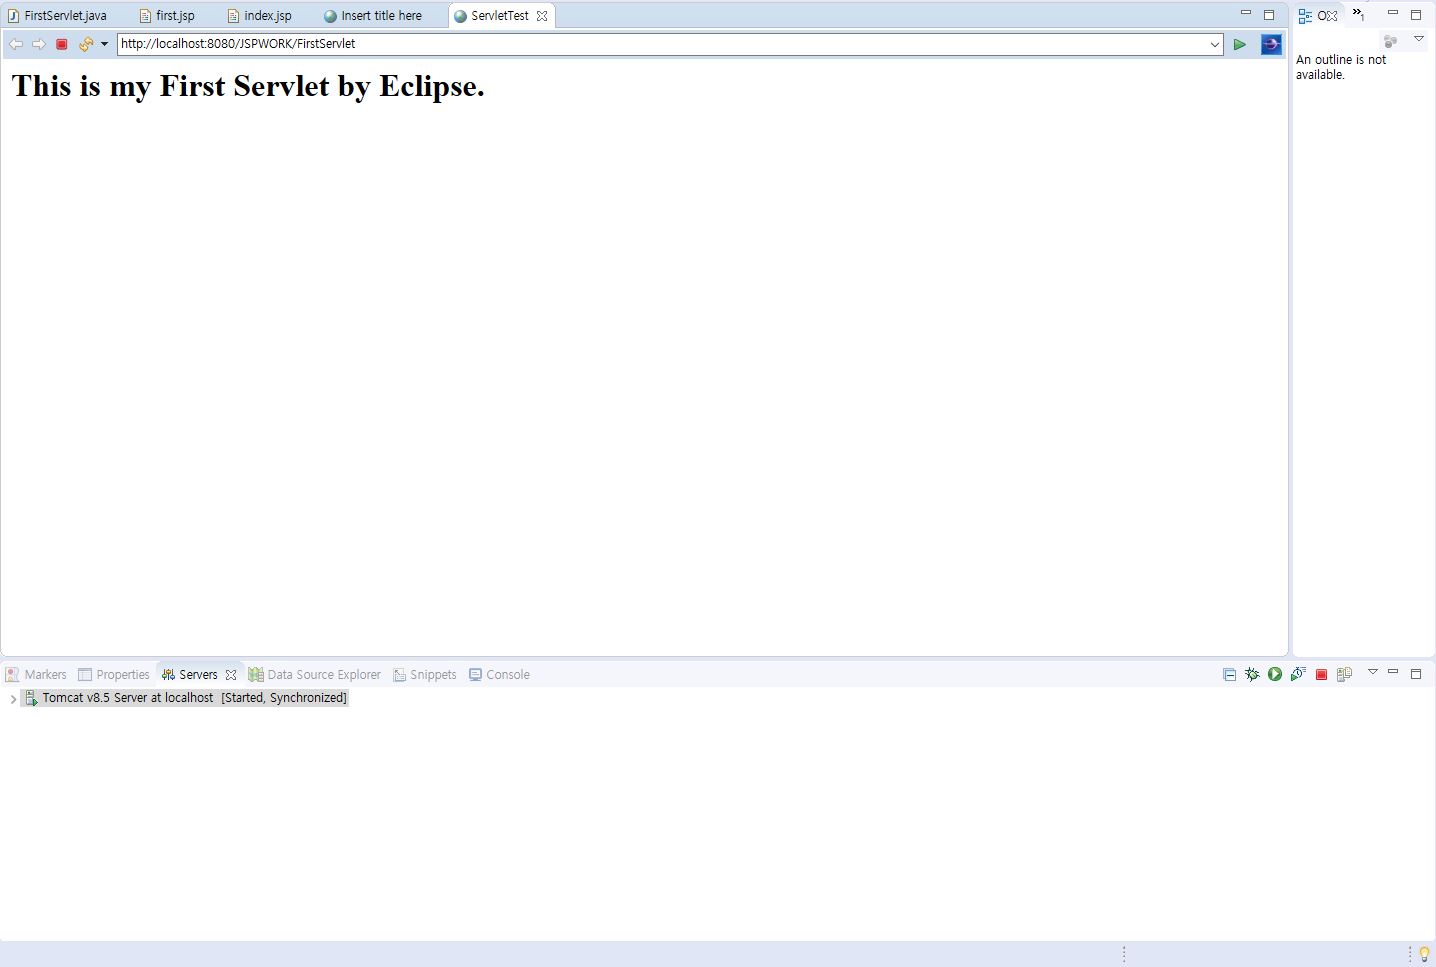 FirstServlet.java first.jsp index.jsp Insert title here ServletTest
http://localhost:8080/JSPWORK/FirstServlet
This is my First Servlet by Eclipse.
O
1
An outline is not
available.
Markers Properties Servers Data Source Explorer Snippets Console
Tomcat v8.5 Server at localhost [Started, Synchronized]